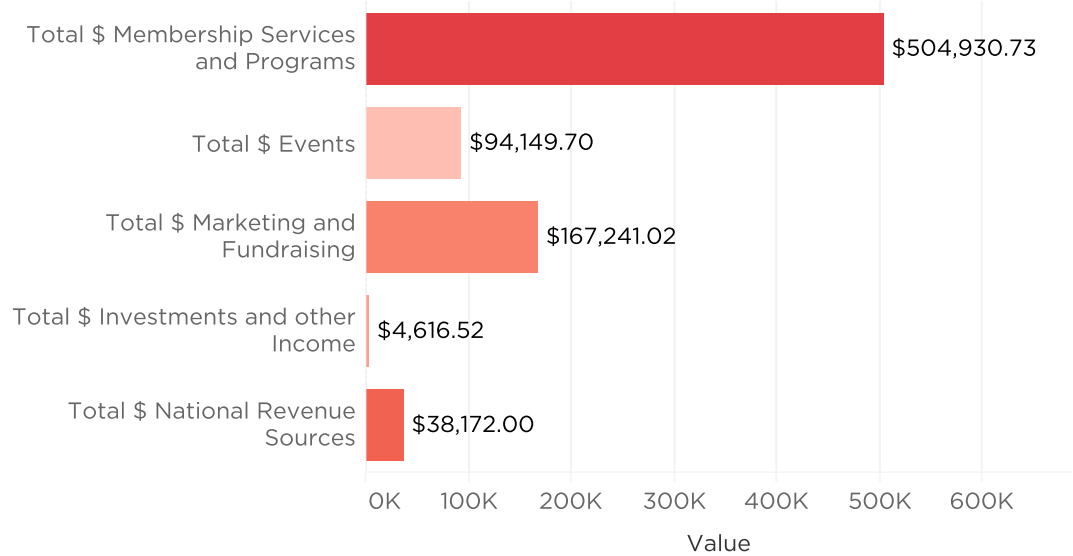 Total $ Membership Services
and Programs
$504,930.73
Total $ Events
$94,149.70
Total $ Marketing and
Fundraising
$167,241.02
Total $ Investments and other
Income
$4,616.52
Total $ National Revenue
Sources
$38,172.00
0K 100K 200K 300K 400K 500K 600K
Value